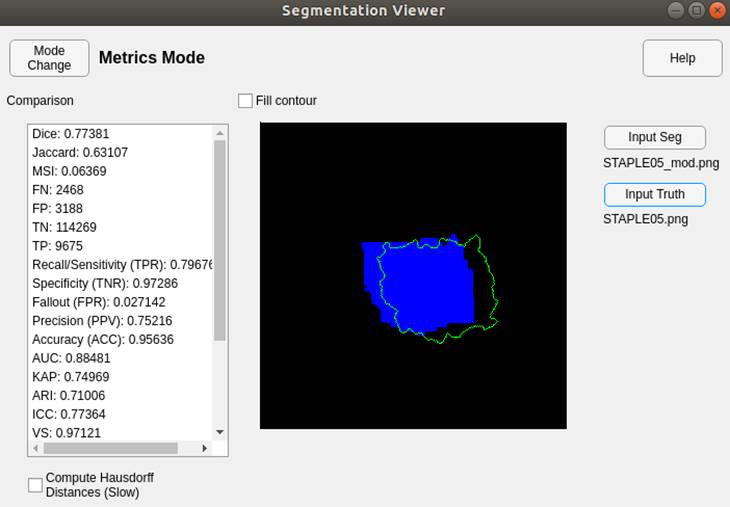 Segmentation Viewer
Mode
Change
Metrics Mode
Help
Comparison
Fill contour
Dice: 0.77381
Jaccard: 0.63107
MSI: 0.06369
FN: 2468
FP: 3188
TN: 114269
TP: 9675
Recall/Sensitivity (TPR): 0.79676
Specificity (TNR): 0.97286
Fallout (FPR): 0.027142
Precision (PPV): 0.75216
Accuracy (ACC): 0.95636
AUC: 0.88481
KAP: 0.74969
ARI: 0.71006
ICC: 0.77364
VS: 0.97121
Input Seg
STAPLE05_mod.png
Input Truth
STAPLE05.png
Compute Hausdorff
Distances (Slow)